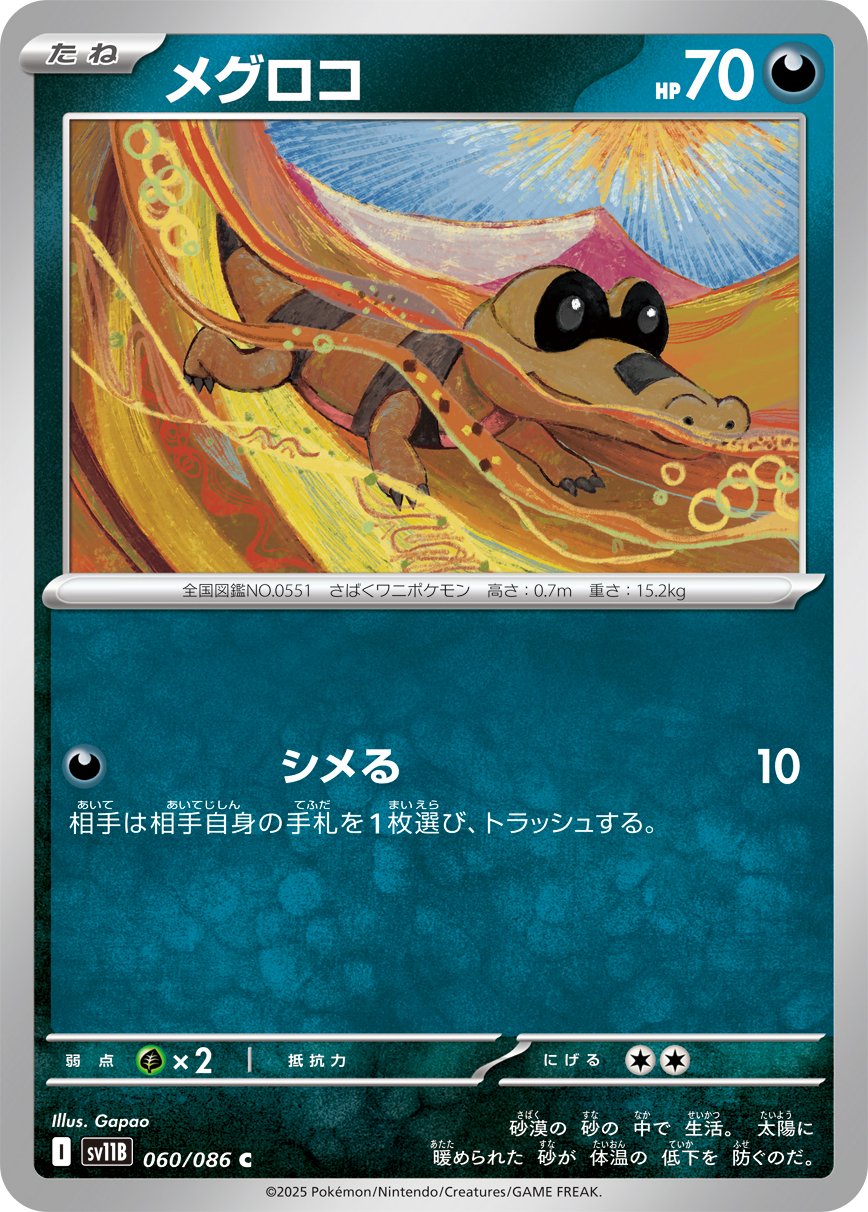 たね
メグロコ
HP70
全国図鑑NO.0551 さばくワニポケモン 高さ:0.7m 重さ:15.2kg
シメる 10
相手は相手自身の手札を1枚選び、トラッシュする。
弱点 ×2 抵抗力 にげる
Illus. Gapao
砂漠の 砂の 中で 生活。 太陽に
暖められた 砂が 体温の 低下を 防ぐのだ。
I sv11B 060/086 C
©2025 Pokémon/Nintendo/Creatures/GAME FREAK.